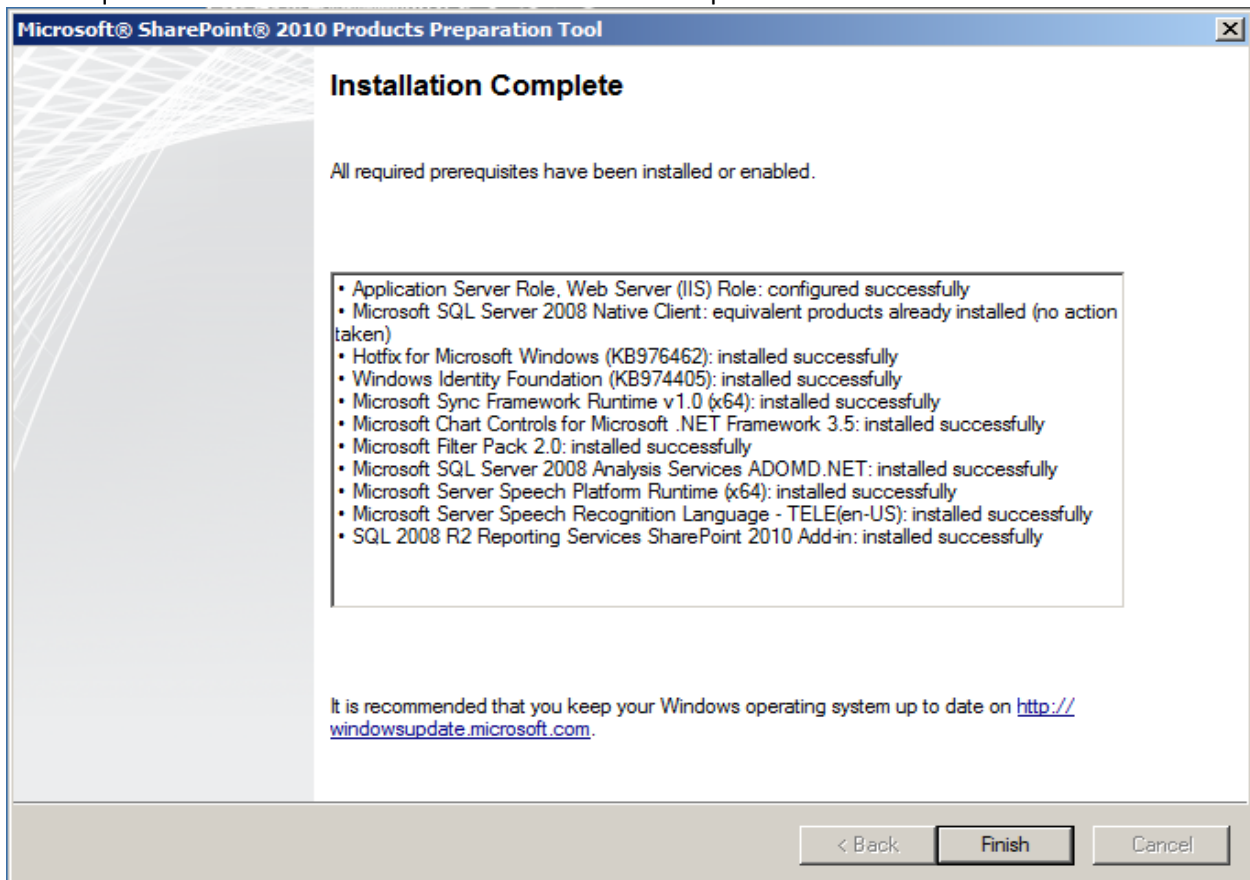 Microsoft® SharePoint® 2010 Products Preparation Tool
Installation Complete
All required prerequisites have been installed or enabled.
• Application Server Role, Web Server (IIS) Role: configured successfully
• Microsoft SQL Server 2008 Native Client: equivalent products already installed (no action
taken)
• Hotfix for Microsoft Windows (KB976462): installed successfully
• Windows Identity Foundation (KB974405): installed successfully
• Microsoft Sync Framework Runtime v1.0 (x64): installed successfully
• Microsoft Chart Controls for Microsoft .NET Framework 3.5: installed successfully
• Microsoft Filter Pack 2.0: installed successfully
• Microsoft SQL Server 2008 Analysis Services ADOMD.NET: installed successfully
• Microsoft Server Speech Platform Runtime (x64): installed successfully
• Microsoft Server Speech Recognition Language - TELE(en-US): installed successfully
• SQL 2008 R2 Reporting Services SharePoint 2010 Add-in: installed successfully
It is recommended that you keep your Windows operating system up to date on http://
windowsupdate.microsoft.com.
< Back Finish Cancel